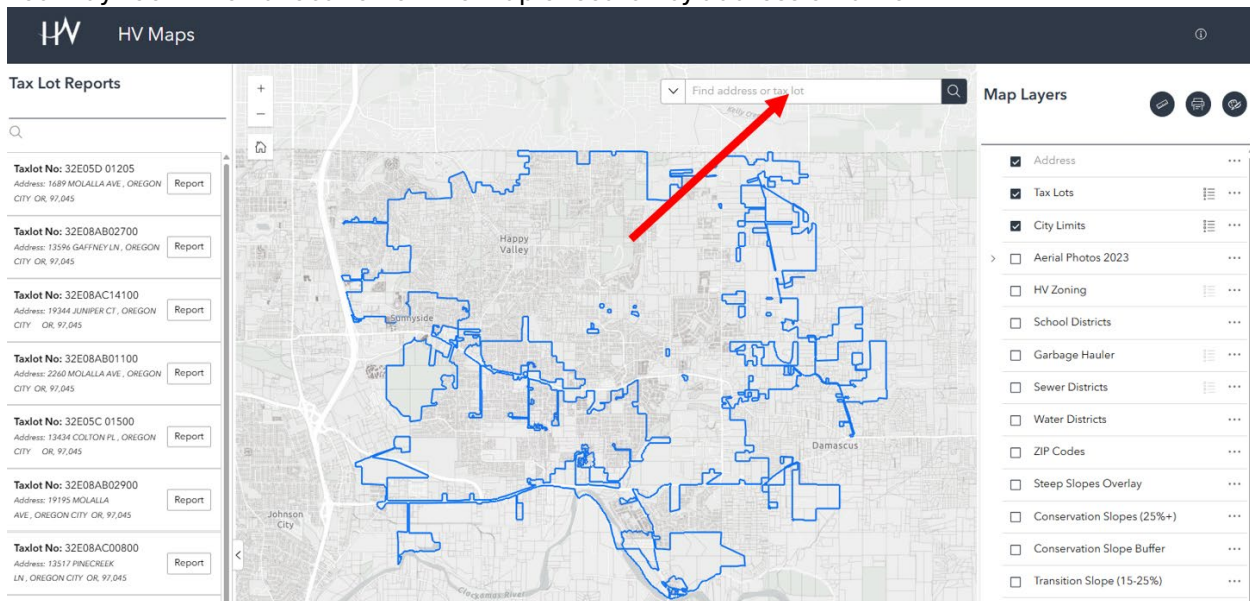 HV Maps
Tax Lot Reports
Taxlot No: 32E05D 01205
Address: 1689 MOLALLA AVE , OREGON
CITY OR, 97,045
Report
Taxlot No: 32E08AB02700
Address: 13596 GAFFNEY LN , OREGON
CITY OR, 97,045
Report
Taxlot No: 32E08AC14100
Address: 19344 JUNIPER CT , OREGON
CITY OR, 97,045
Report
Taxlot No: 32E08AB01100
Address: 2260 MOLALLA AVE , OREGON
CITY OR, 97,045
Report
Taxlot No: 32E05C 01500
Address: 13434 COLTON PL , OREGON
CITY OR, 97,045
Report
Taxlot No: 32E08AB02900
Address: 19195 MOLALLA
AVE , OREGON CITY OR, 97,045
Report
Taxlot No: 32E08AC00800
Address: 13517 PINECREEK
LN , OREGON CITY OR, 97,045
Report
Find address or tax lot
Happy
Valley
Sunnyside
Damascus
Johnson
City
Clackamas River
Map Layers
Address
Tax Lots
City Limits
Aerial Photos 2023
HV Zoning
School Districts
Garbage Hauler
Sewer Districts
Water Districts
ZIP Codes
Steep Slopes Overlay
Conservation Slopes (25%+)
Conservation Slope Buffer
Transition Slope (15-25%)